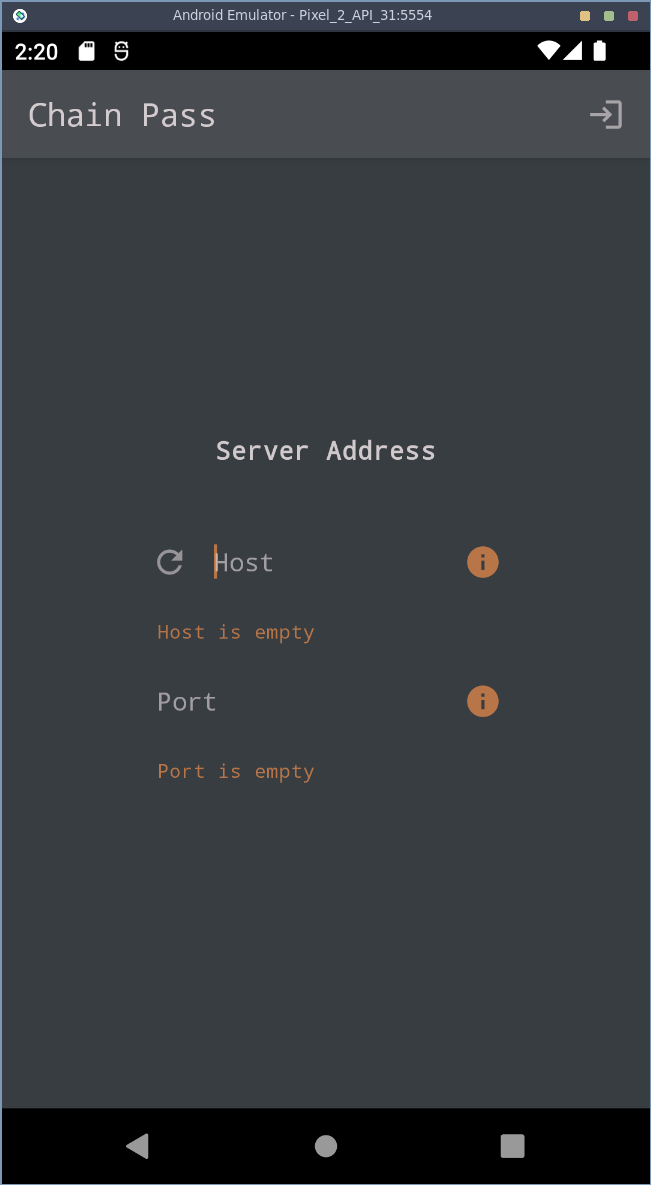 Android Emulator - Pixel_2_API_31:5554
2:20
Chain Pass
Server Address
Host
Host is empty
Port
Port is empty